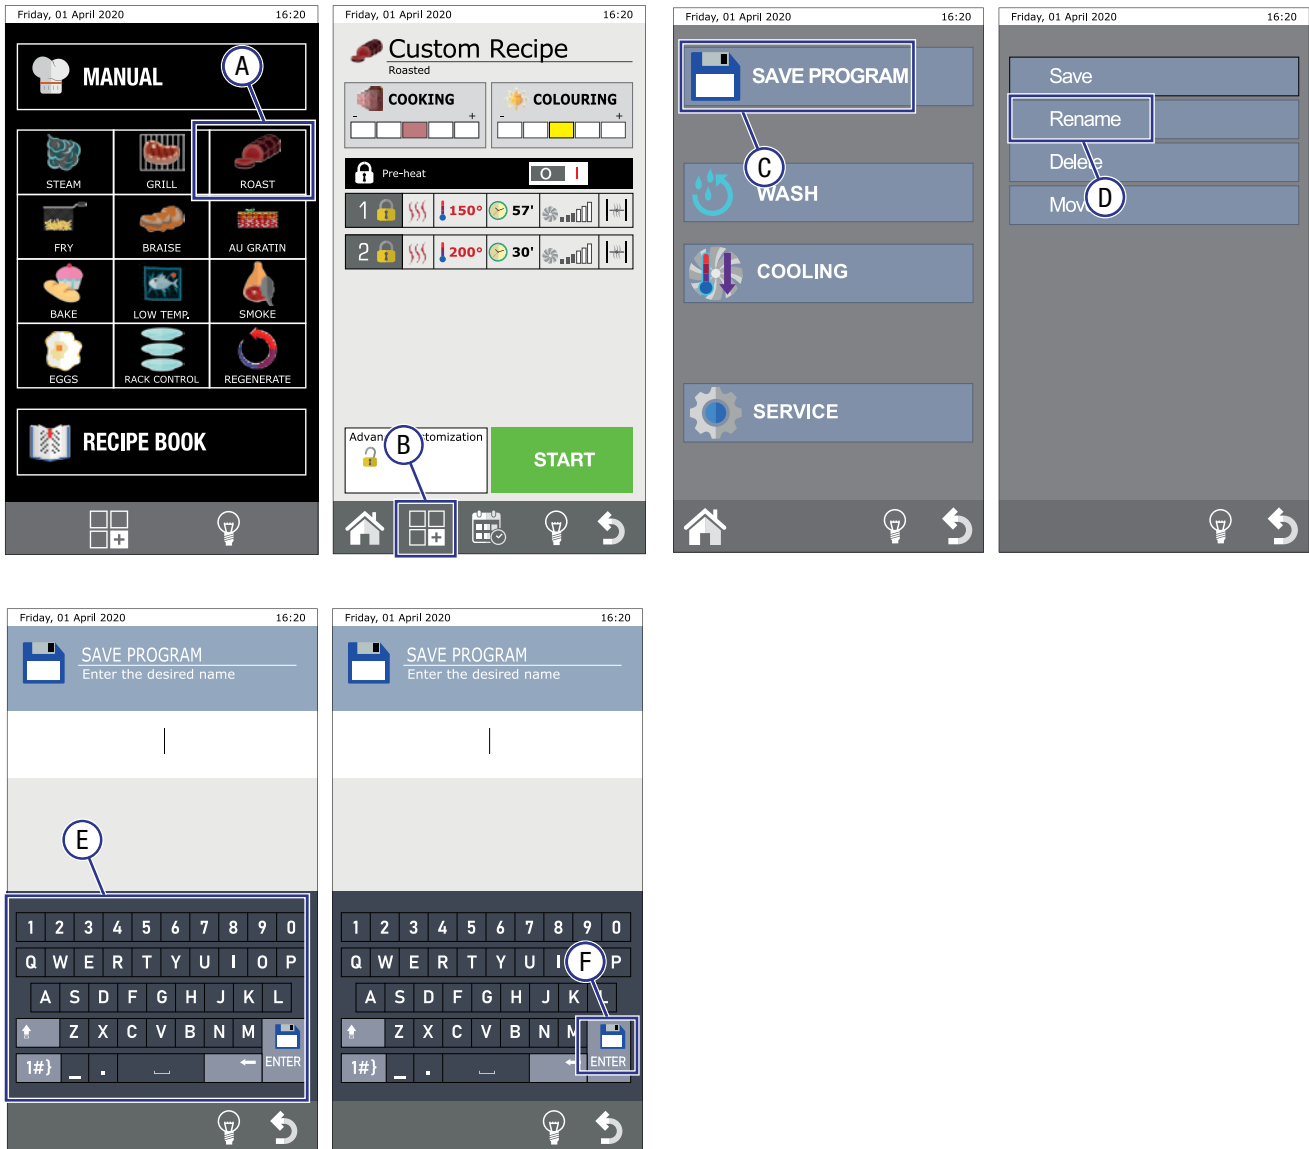 Friday, 01 April 2020 16:20
MANUAL
A
STEAM GRILL ROAST
FRY BRAISE AU GRATIN
BAKE LOW TEMP. SMOKE
EGGS RACK CONTROL REGENERATE
RECIPE BOOK
Friday, 01 April 2020 16:20
Custom Recipe
Roasted
COOKING COLOURING
- + - +
Pre-heat O I
1 150° 57'
2 200° 30'
B
START
Friday, 01 April 2020 16:20
SAVE PROGRAM
C
WASH
COOLING
SERVICE
Friday, 01 April 2020 16:20
Save
Rename
Delete
D
Friday, 01 April 2020 16:20
SAVE PROGRAM
Enter the desired name
E
1 2 3 4 5 6 7 8 9 0
Q W E R T Y U I O P
A S D F G H J K L
Z X C V B N M
1#} _ . ENTER
Friday, 01 April 2020 16:20
SAVE PROGRAM
Enter the desired name
1 2 3 4 5 6 7 8 9 0
Q W E R T Y U I F P
A S D F G H J K L
Z X C V B N M
1#} _ . ENTER